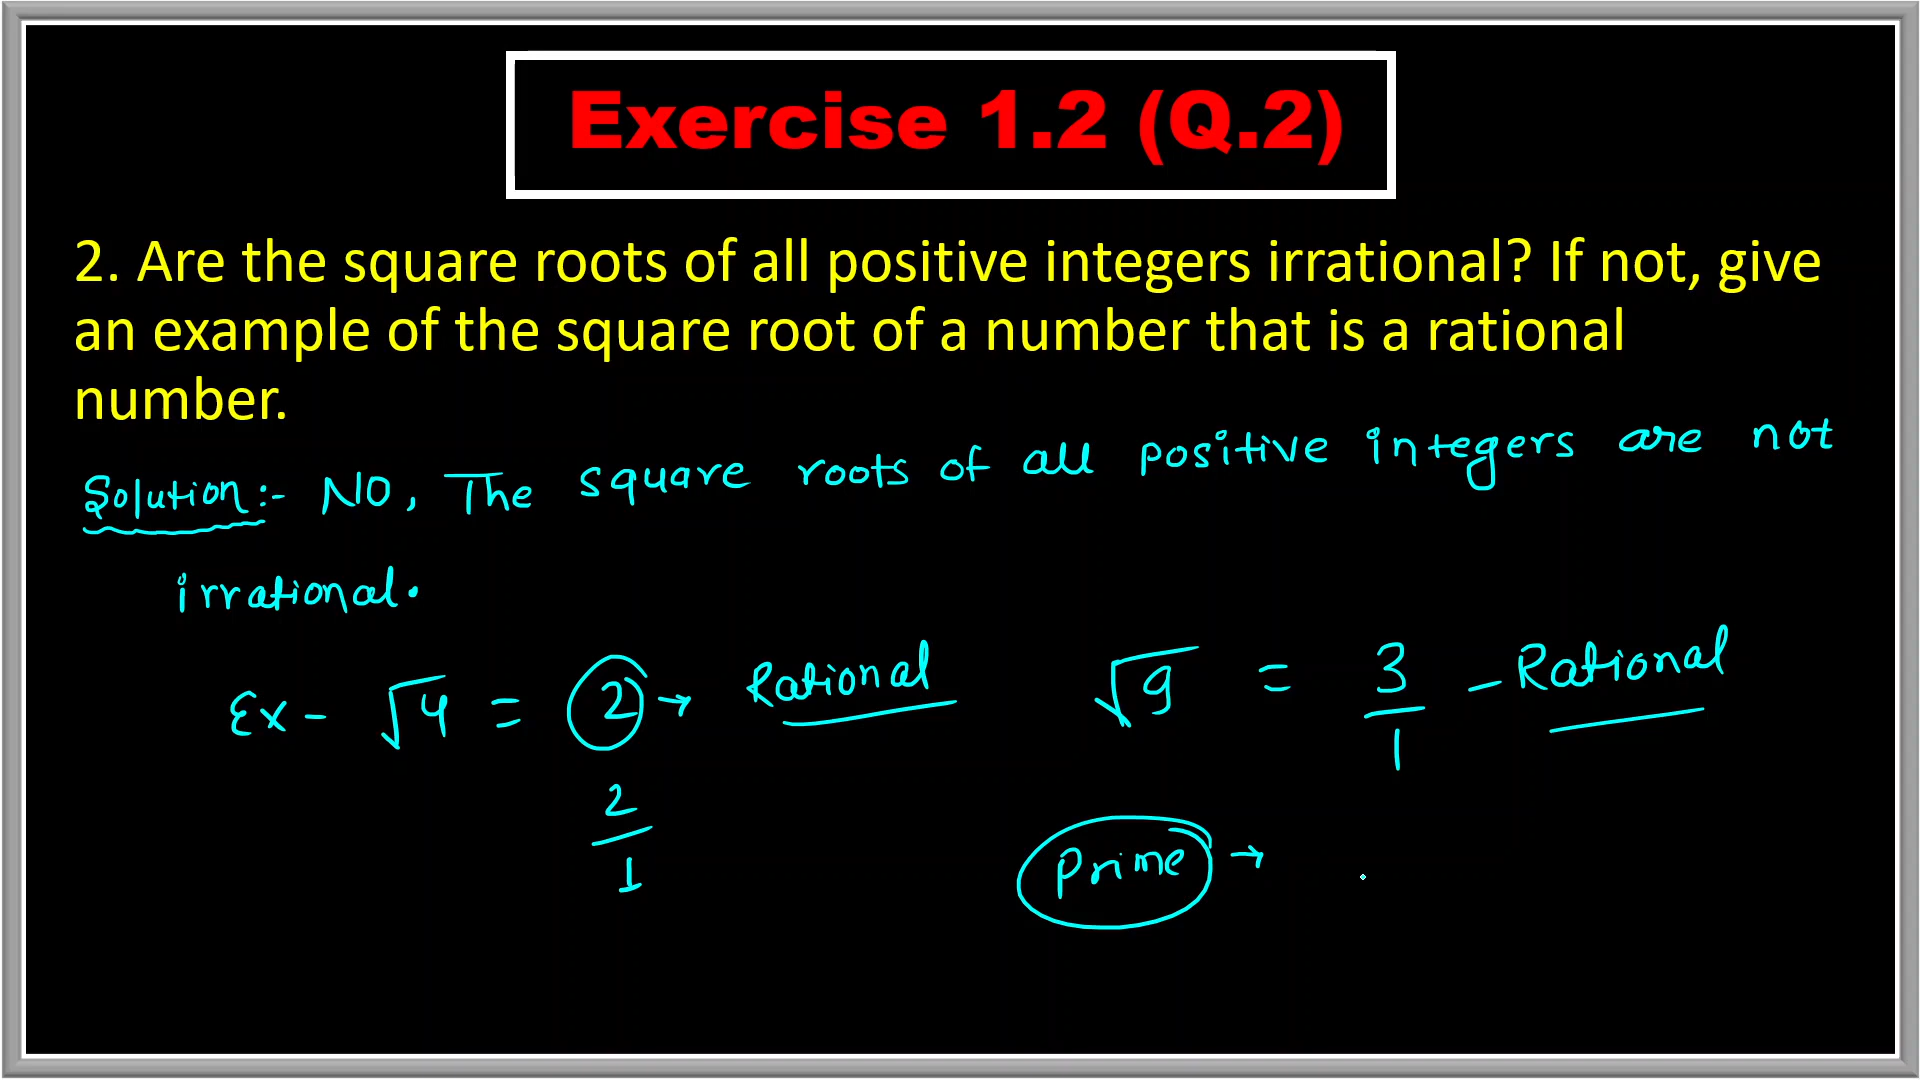 Exercise 1.2 (Q.2)
2. Are the square roots of all positive integers irrational? If not, give
an example of the square root of a number that is a rational
number.
Solution:- NO, The square roots of all positive integers are not
irrational.
Ex - √4 = 2 → Rational √9 = 3/1 - Rational
2/1
Prime →